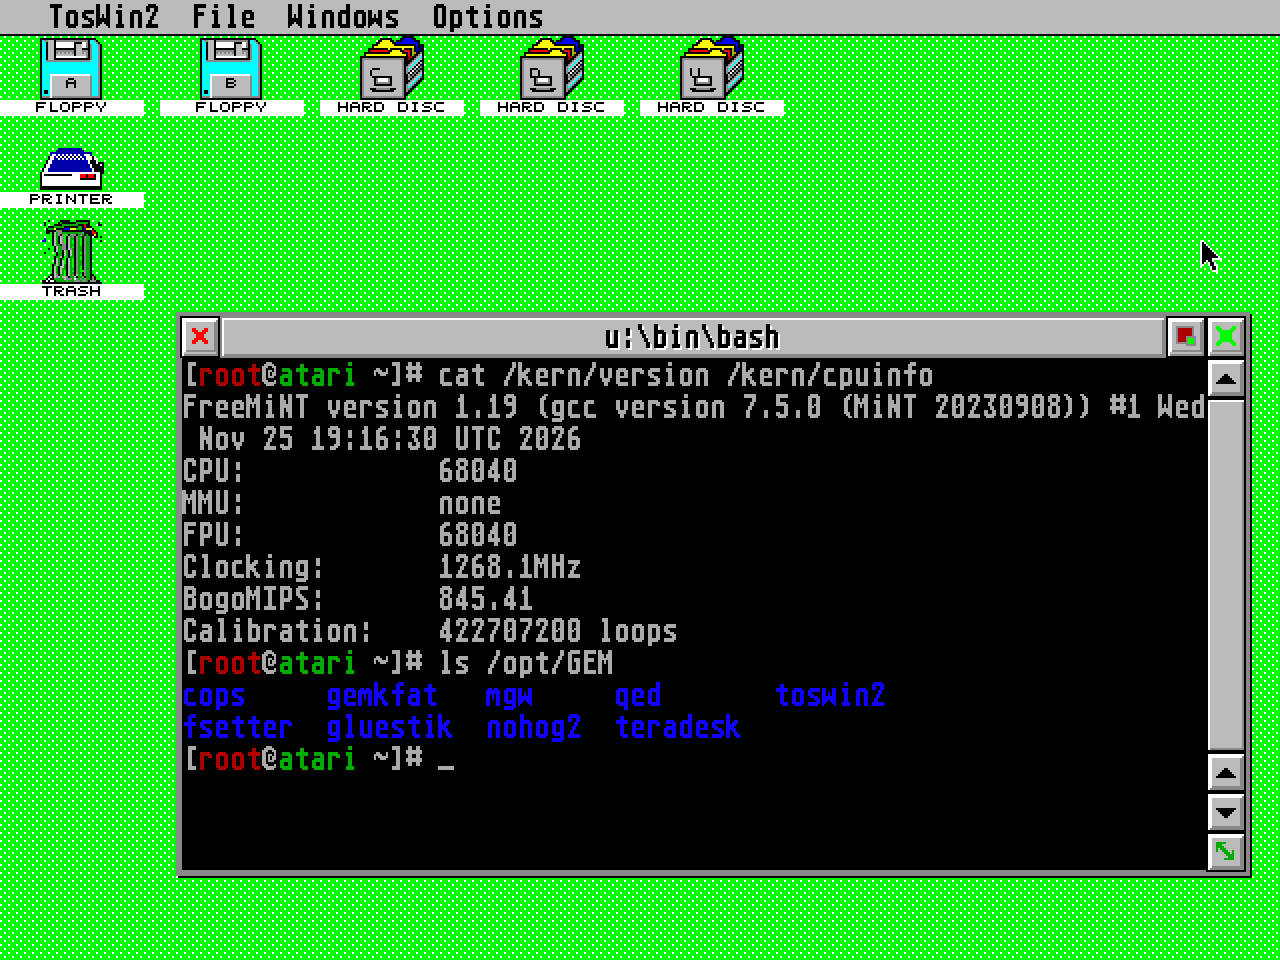 TosWin2 File Windows Options
A B
FLOPPY FLOPPY HARD DISC HARD DISC HARD DISC
PRINTER
TRASH
u:\bin\bash
[root@atari ~]# cat /kern/version /kern/cpuinfo
FreeMiNT version 1.19 (gcc version 7.5.0 (MiNT 20230908)) #1 Wed
Nov 25 19:16:30 UTC 2026
CPU: 68040
MMU: none
FPU: 68040
Clocking: 1268.1MHz
BogoMIPS: 845.41
Calibration: 422707200 loops
[root@atari ~]# ls /opt/GEM
cops gemkfat mgw qed toswin2
fsetter gluestik nohog2 teradesk
[root@atari ~]# _